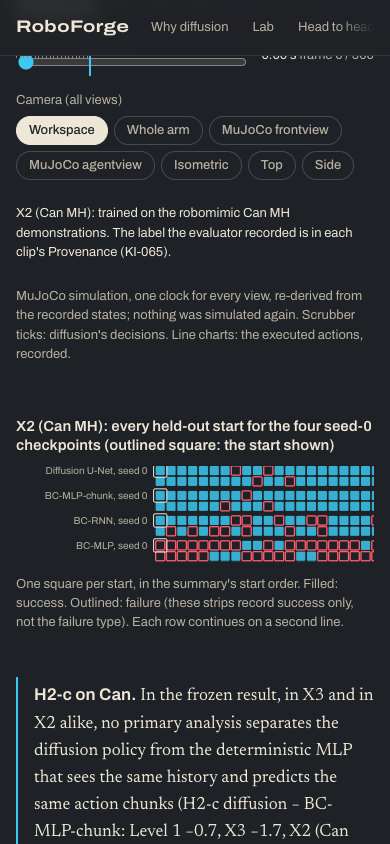 RoboForge Why diffusion Lab Head to head
0.00 s frame 0 / 300
Camera (all views)
Workspace Whole arm MuJoCo frontview
MuJoCo agentview Isometric Top Side
X2 (Can MH): trained on the robomimic Can MH
demonstrations. The label the evaluator recorded is in each
clip's Provenance (KI-065).
MuJoCo simulation, one clock for every view, re-derived from
the recorded states; nothing was simulated again. Scrubber
ticks: diffusion's decisions. Line charts: the executed actions,
recorded.
X2 (Can MH): every held-out start for the four seed-0
checkpoints (outlined square: the start shown)
Diffusion U-Net, seed 0
BC-MLP-chunk, seed 0
BC-RNN, seed 0
BC-MLP, seed 0
One square per start, in the summary's start order. Filled:
success. Outlined: failure (these strips record success only,
not the failure type). Each row continues on a second line.
H2-c on Can. In the frozen result, in X3 and in
X2 alike, no primary analysis separates the
diffusion policy from the deterministic MLP
that sees the same history and predicts the
same action chunks (H2-c diffusion − BC-
MLP-chunk: Level 1 −0.7, X3 −1.7, X2 (Can